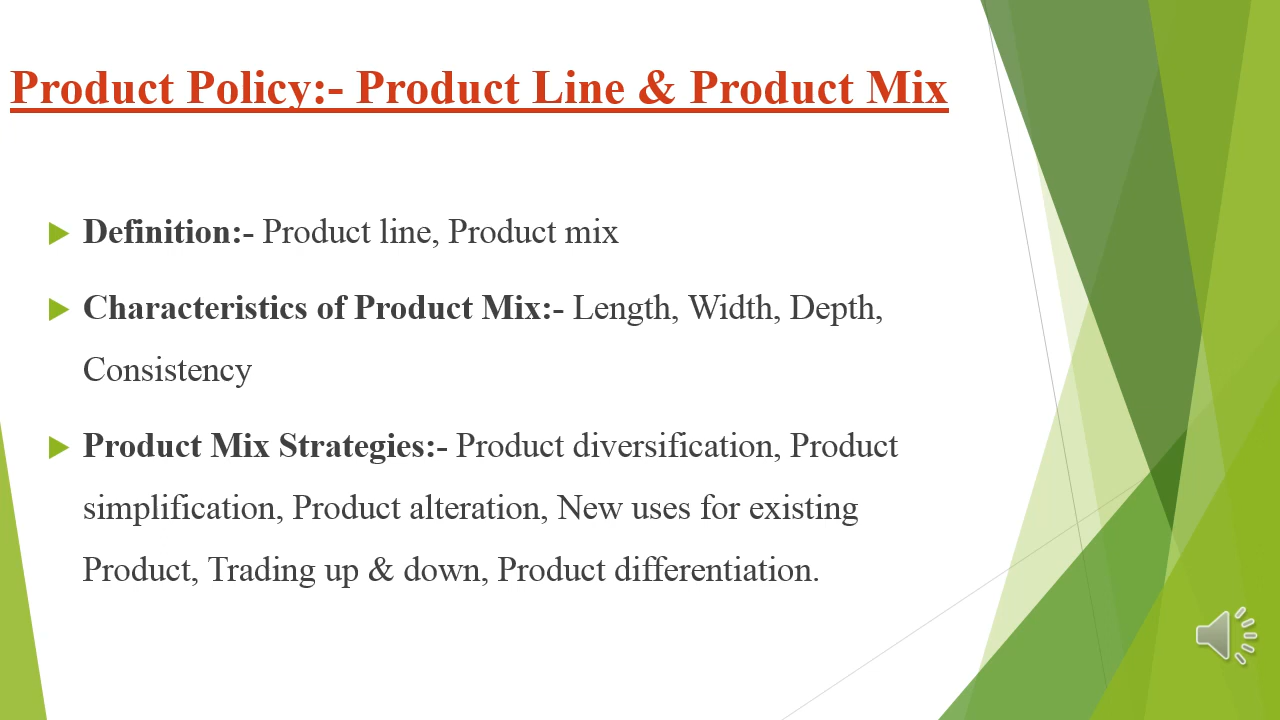 Product Policy:- Product Line & Product Mix
Definition:- Product line, Product mix
Characteristics of Product Mix:- Length, Width, Depth,
Consistency
Product Mix Strategies:- Product diversification, Product
simplification, Product alteration, New uses for existing
Product, Trading up & down, Product differentiation.